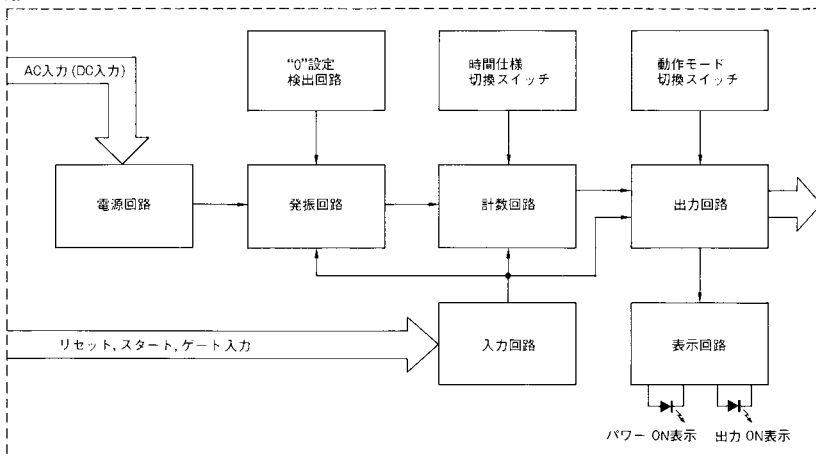 AC入力(DC入力)
“0”設定
検出回路
時間仕様
切換スイッチ
動作モード
切換スイッチ
電源回路
発振回路
計数回路
出力回路
リセット,スタート,ゲート入力
入力回路
表示回路
パワー ON表示
出力 ON表示